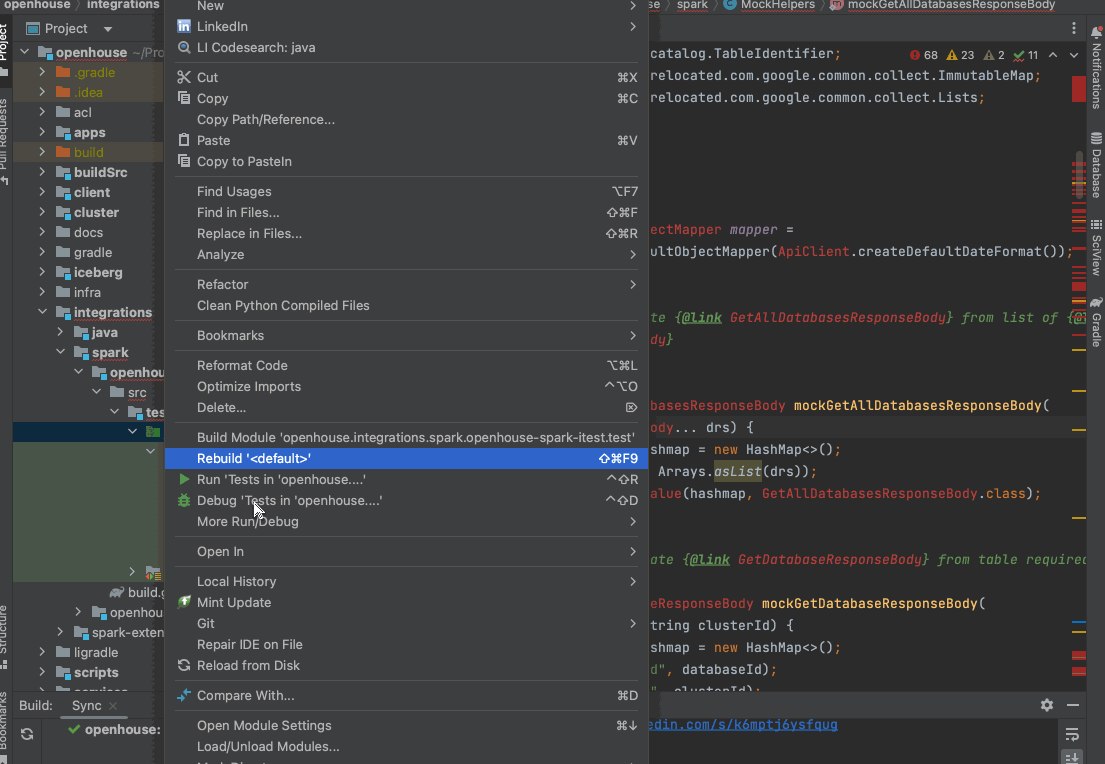 openhouse
integrations
se
spark
MockHelpers
mockGetAllDatabasesResponseBody
Project
Project
openhouse ~/Pro
.gradle
.idea
acl
apps
build
buildSrc
client
cluster
docs
gradle
iceberg
infra
integrations
java
spark
openhou
src
tes
build.g
openhou
spark-exten
ligradle
scripts
services
Pull Requests
Structure
Bookmarks
New
LinkedIn
LI Codesearch: java
Cut ⌘X
Copy ⌘C
Copy Path/Reference...
Paste ⌘V
Copy to PasteIn
Find Usages ⌥F7
Find in Files... ⇧⌘F
Replace in Files... ⇧⌘R
Analyze
Refactor
Clean Python Compiled Files
Bookmarks
Reformat Code ⌥⌘L
Optimize Imports ^⌥O
Delete... ⌦
Build Module 'openhouse.integrations.spark.openhouse-spark-itest.test'
Rebuild '<default>' ⇧⌘F9
Run 'Tests in 'openhouse....' ^⇧R
Debug 'Tests in 'openhouse....' ^⇧D
More Run/Debug
Open In
Local History
Mint Update
Git
Repair IDE on File
Reload from Disk
Compare With... ⌘D
Open Module Settings ⌘↓
Load/Unload Modules...
catalog.TableIdentifier;
68 23 2 11
relocated.com.google.common.collect.ImmutableMap;
relocated.com.google.common.collect.Lists;
ectMapper mapper =
ultObjectMapper(ApiClient.createDefaultDateFormat());
te {@link GetAllDatabasesResponseBody} from list of {@
dy}
basesResponseBody mockGetAllDatabasesResponseBody(
ody... drs) {
shmap = new HashMap<>();
Arrays.asList(drs));
alue(hashmap, GetAllDatabasesResponseBody.class);
ate {@link GetDatabaseResponseBody} from table require
eResponseBody mockGetDatabaseResponseBody(
tring clusterId) {
shmap = new HashMap<>();
d", databaseId);
", clusterId);
Notifications
Database
SciView
Gradle
Build: Sync
openhouse:
edin.com/s/k6mptj6ysfqug